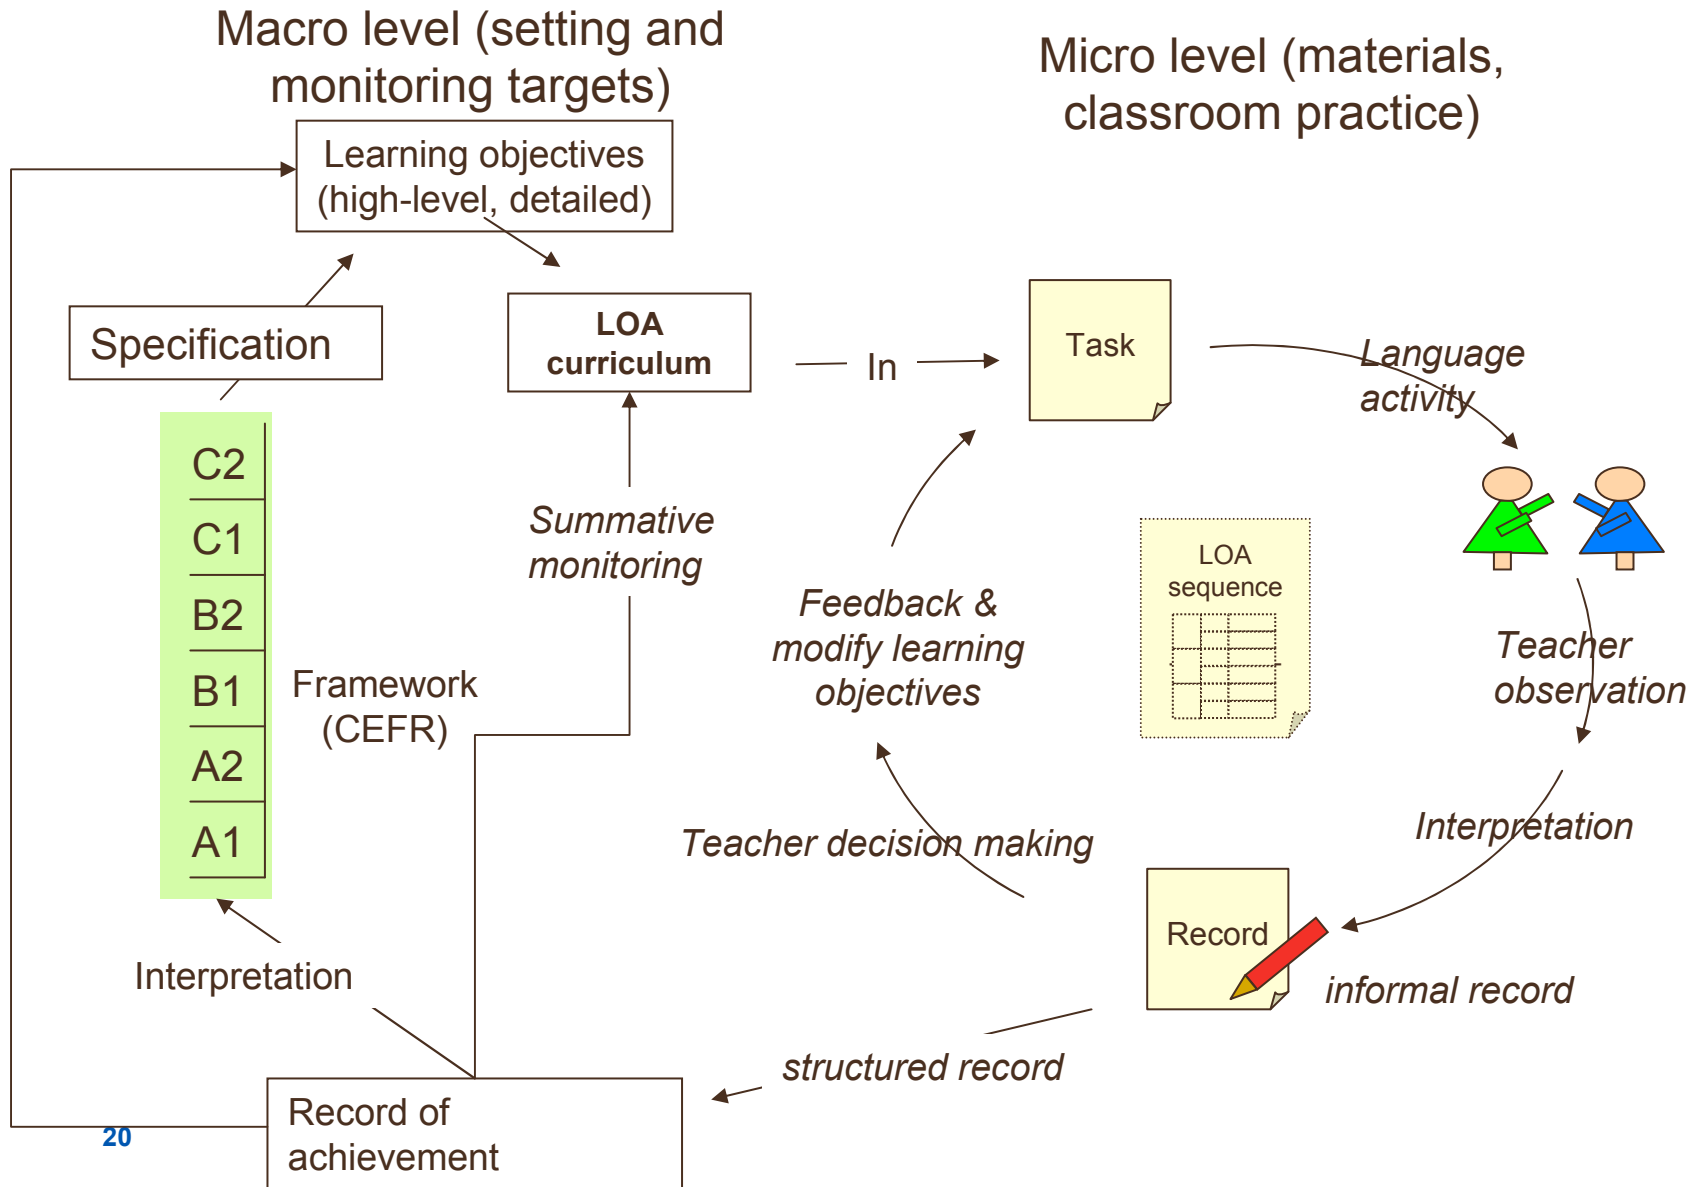 Macro level (setting and
monitoring targets)
Micro level (materials,
classroom practice)
Learning objectives
(high-level, detailed)
Specification
LOA
curriculum
In
Task
Language
activity
C2
C1
B2
B1
A2
A1
Framework
(CEFR)
Summative
monitoring
Feedback &
modify learning
objectives
LOA
sequence
Teacher
observation
Teacher decision making
Interpretation
Record
informal record
Interpretation
structured record
Record of
achievement
20